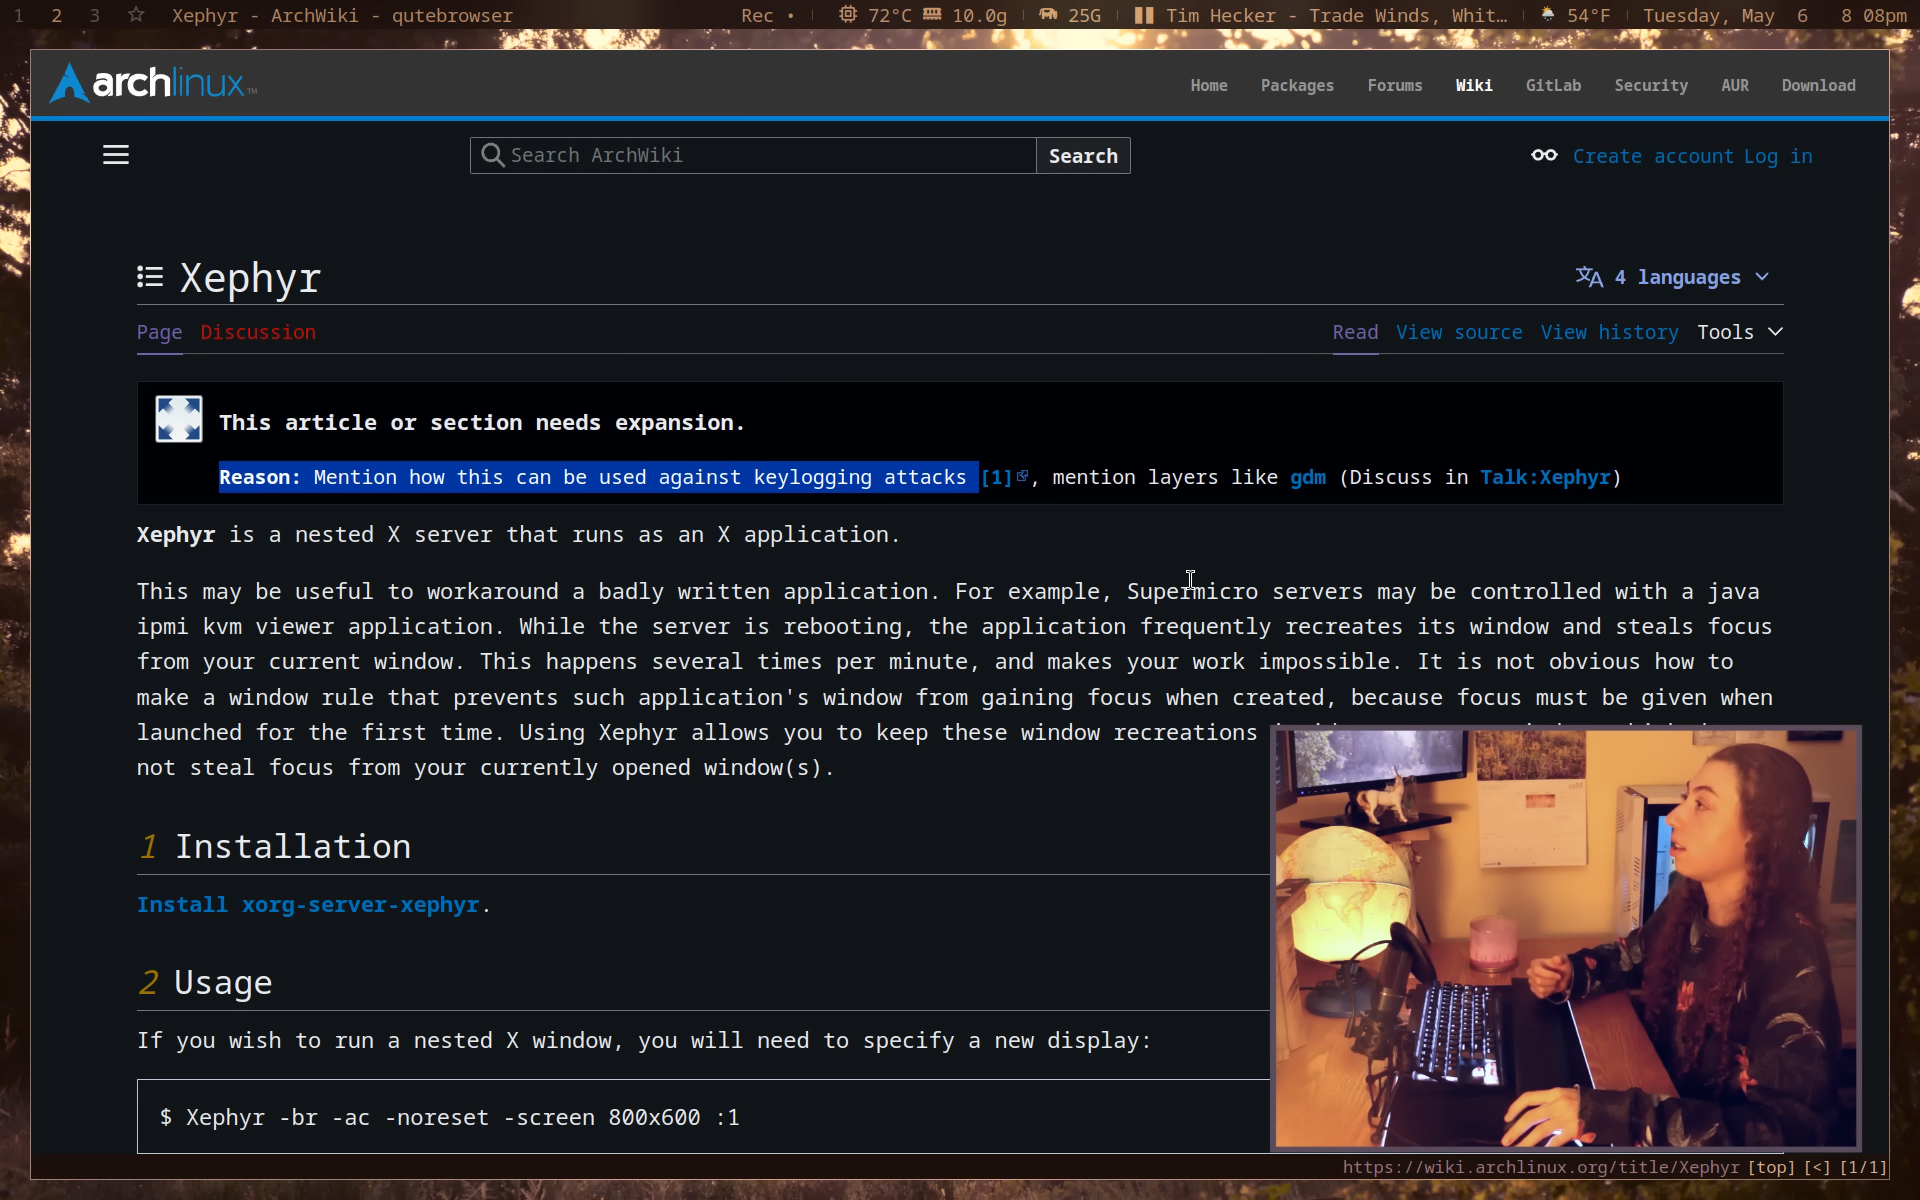 1 2 3 Xephyr - ArchWiki - qutebrowser Rec • 72°C 10.0g 25G Tim Hecker - Trade Winds, Whit… 54°F Tuesday, May 6 8 08pm
archlinux™ Home Packages Forums Wiki GitLab Security AUR Download
Search ArchWiki Search Create account Log in
Xephyr 4 languages
Page Discussion Read View source View history Tools
This article or section needs expansion.
Reason: Mention how this can be used against keylogging attacks [1], mention layers like gdm (Discuss in Talk:Xephyr)
Xephyr is a nested X server that runs as an X application.
This may be useful to workaround a badly written application. For example, Supermicro servers may be controlled with a java
ipmi kvm viewer application. While the server is rebooting, the application frequently recreates its window and steals focus
from your current window. This happens several times per minute, and makes your work impossible. It is not obvious how to
make a window rule that prevents such application's window from gaining focus when created, because focus must be given when
launched for the first time. Using Xephyr allows you to keep these window recreations
not steal focus from your currently opened window(s).
1 Installation
Install xorg-server-xephyr.
2 Usage
If you wish to run a nested X window, you will need to specify a new display:
$ Xephyr -br -ac -noreset -screen 800x600 :1
https://wiki.archlinux.org/title/Xephyr [top] [<] [1/1]